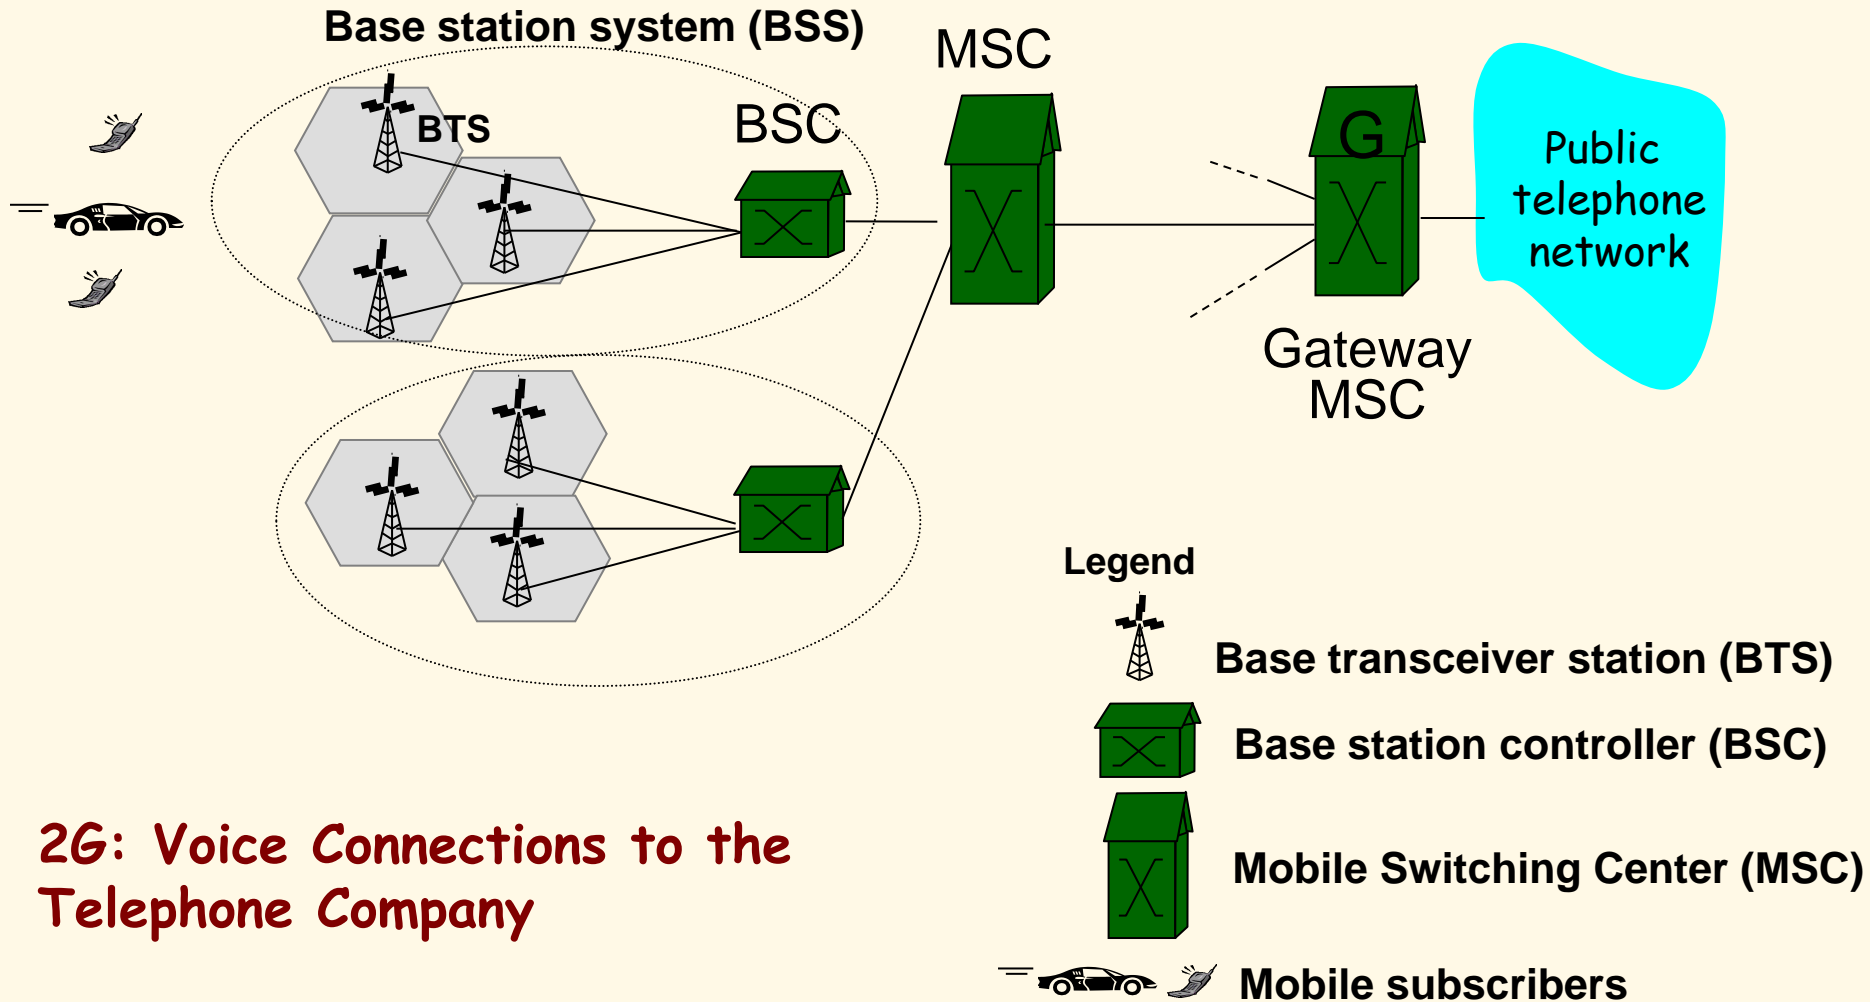 Base station system (BSS)
MSC
BTS
BSC
G
Public
telephone
network
Gateway
MSC
Legend
Base transceiver station (BTS)
Base station controller (BSC)
Mobile Switching Center (MSC)
Mobile subscribers
2G: Voice Connections to the
Telephone Company